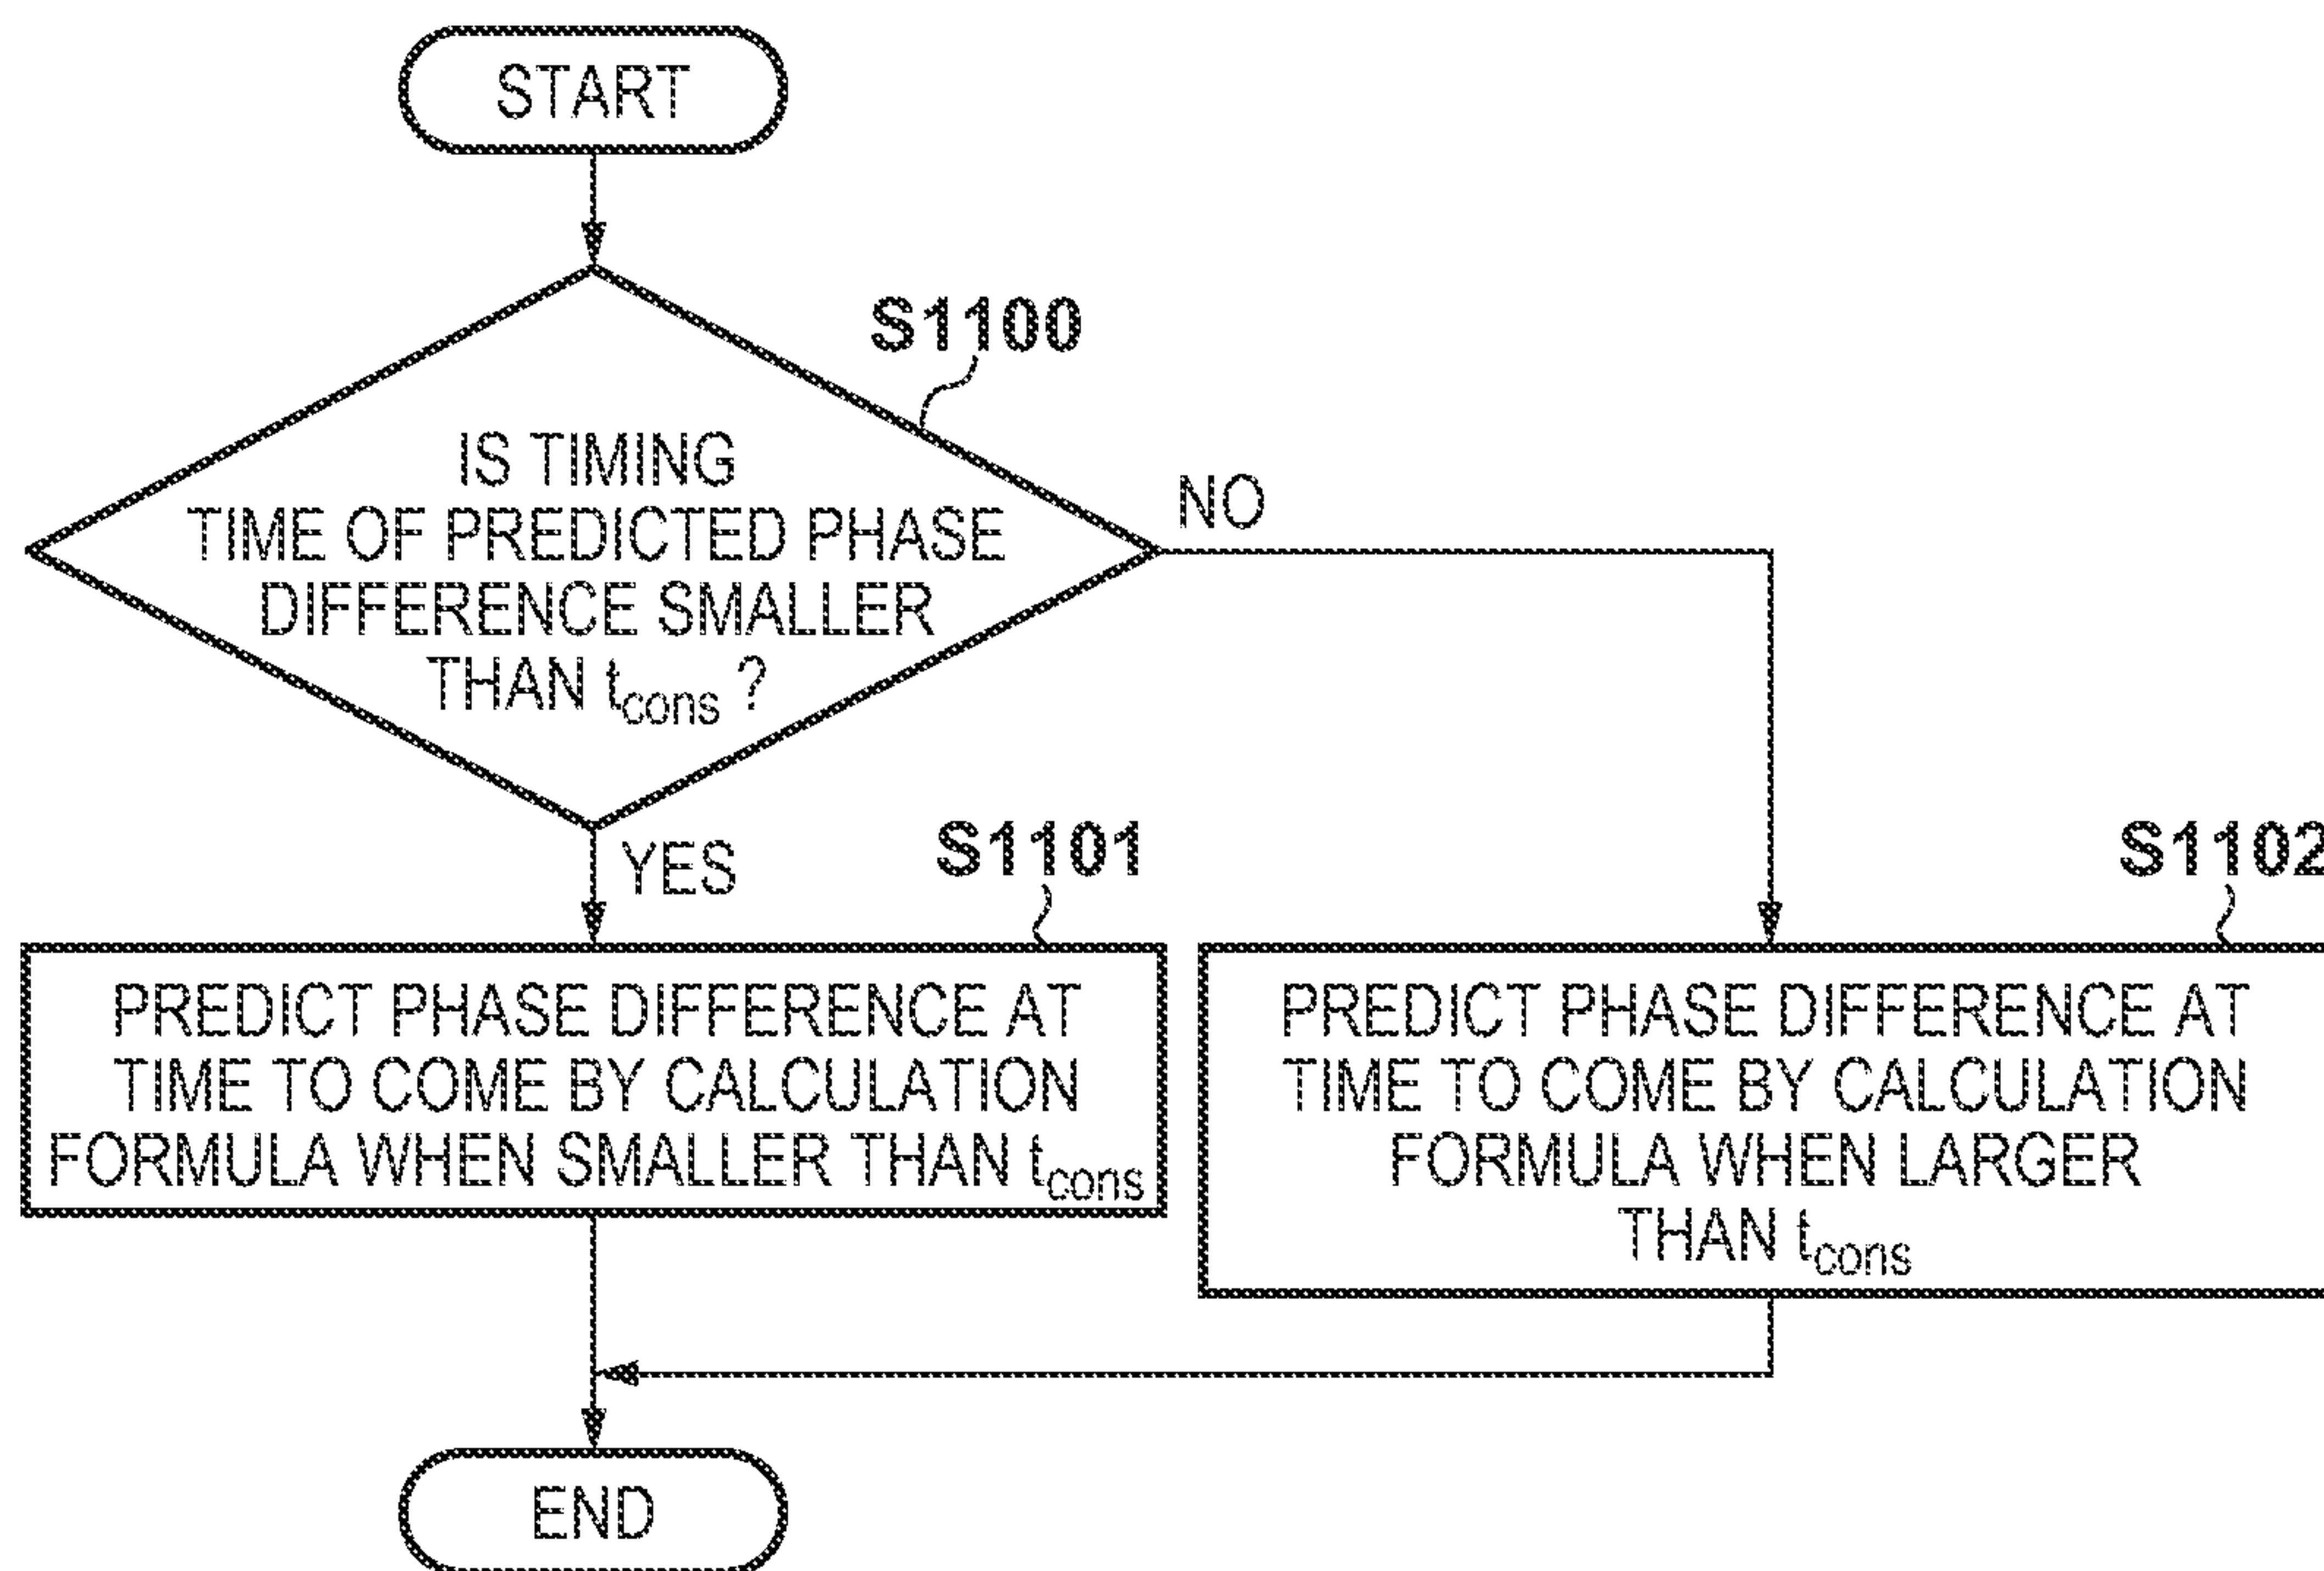 START
S1100
IS TIMING
TIME OF PREDICTED PHASE
DIFFERENCE SMALLER
THAN tcons ?
NO
YES
S1101
PREDICT PHASE DIFFERENCE AT
TIME TO COME BY CALCULATION
FORMULA WHEN SMALLER THAN tcons
S1102
PREDICT PHASE DIFFERENCE AT
TIME TO COME BY CALCULATION
FORMULA WHEN LARGER
THAN tcons
END